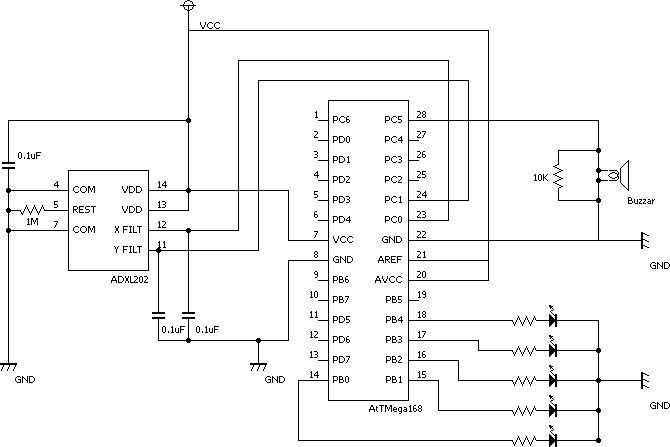 VCC
1 PC6 PC5 28
2 PD0 PC4 27
0.1uF
3 PD1 PC3 26
4 COM VDD 14
4 PD2 PC2 25
10K
5 REST VDD 13
5 PD3 PC1 24
Buzzar
1M
7 COM X FILT 12
6 PD4 PC0 23
Y FILT 11
7 VCC GND 22
8 GND AREF 21
GND
ADXL202
9 PB6 AVCC 20
10 PB7 PB5 19
0.1uF 0.1uF
11 PD5 PB4 18
12 PD6 PB3 17
13 PD7 PB2 16
GND
GND
14 PB0 PB1 15
AtTMega168
GND